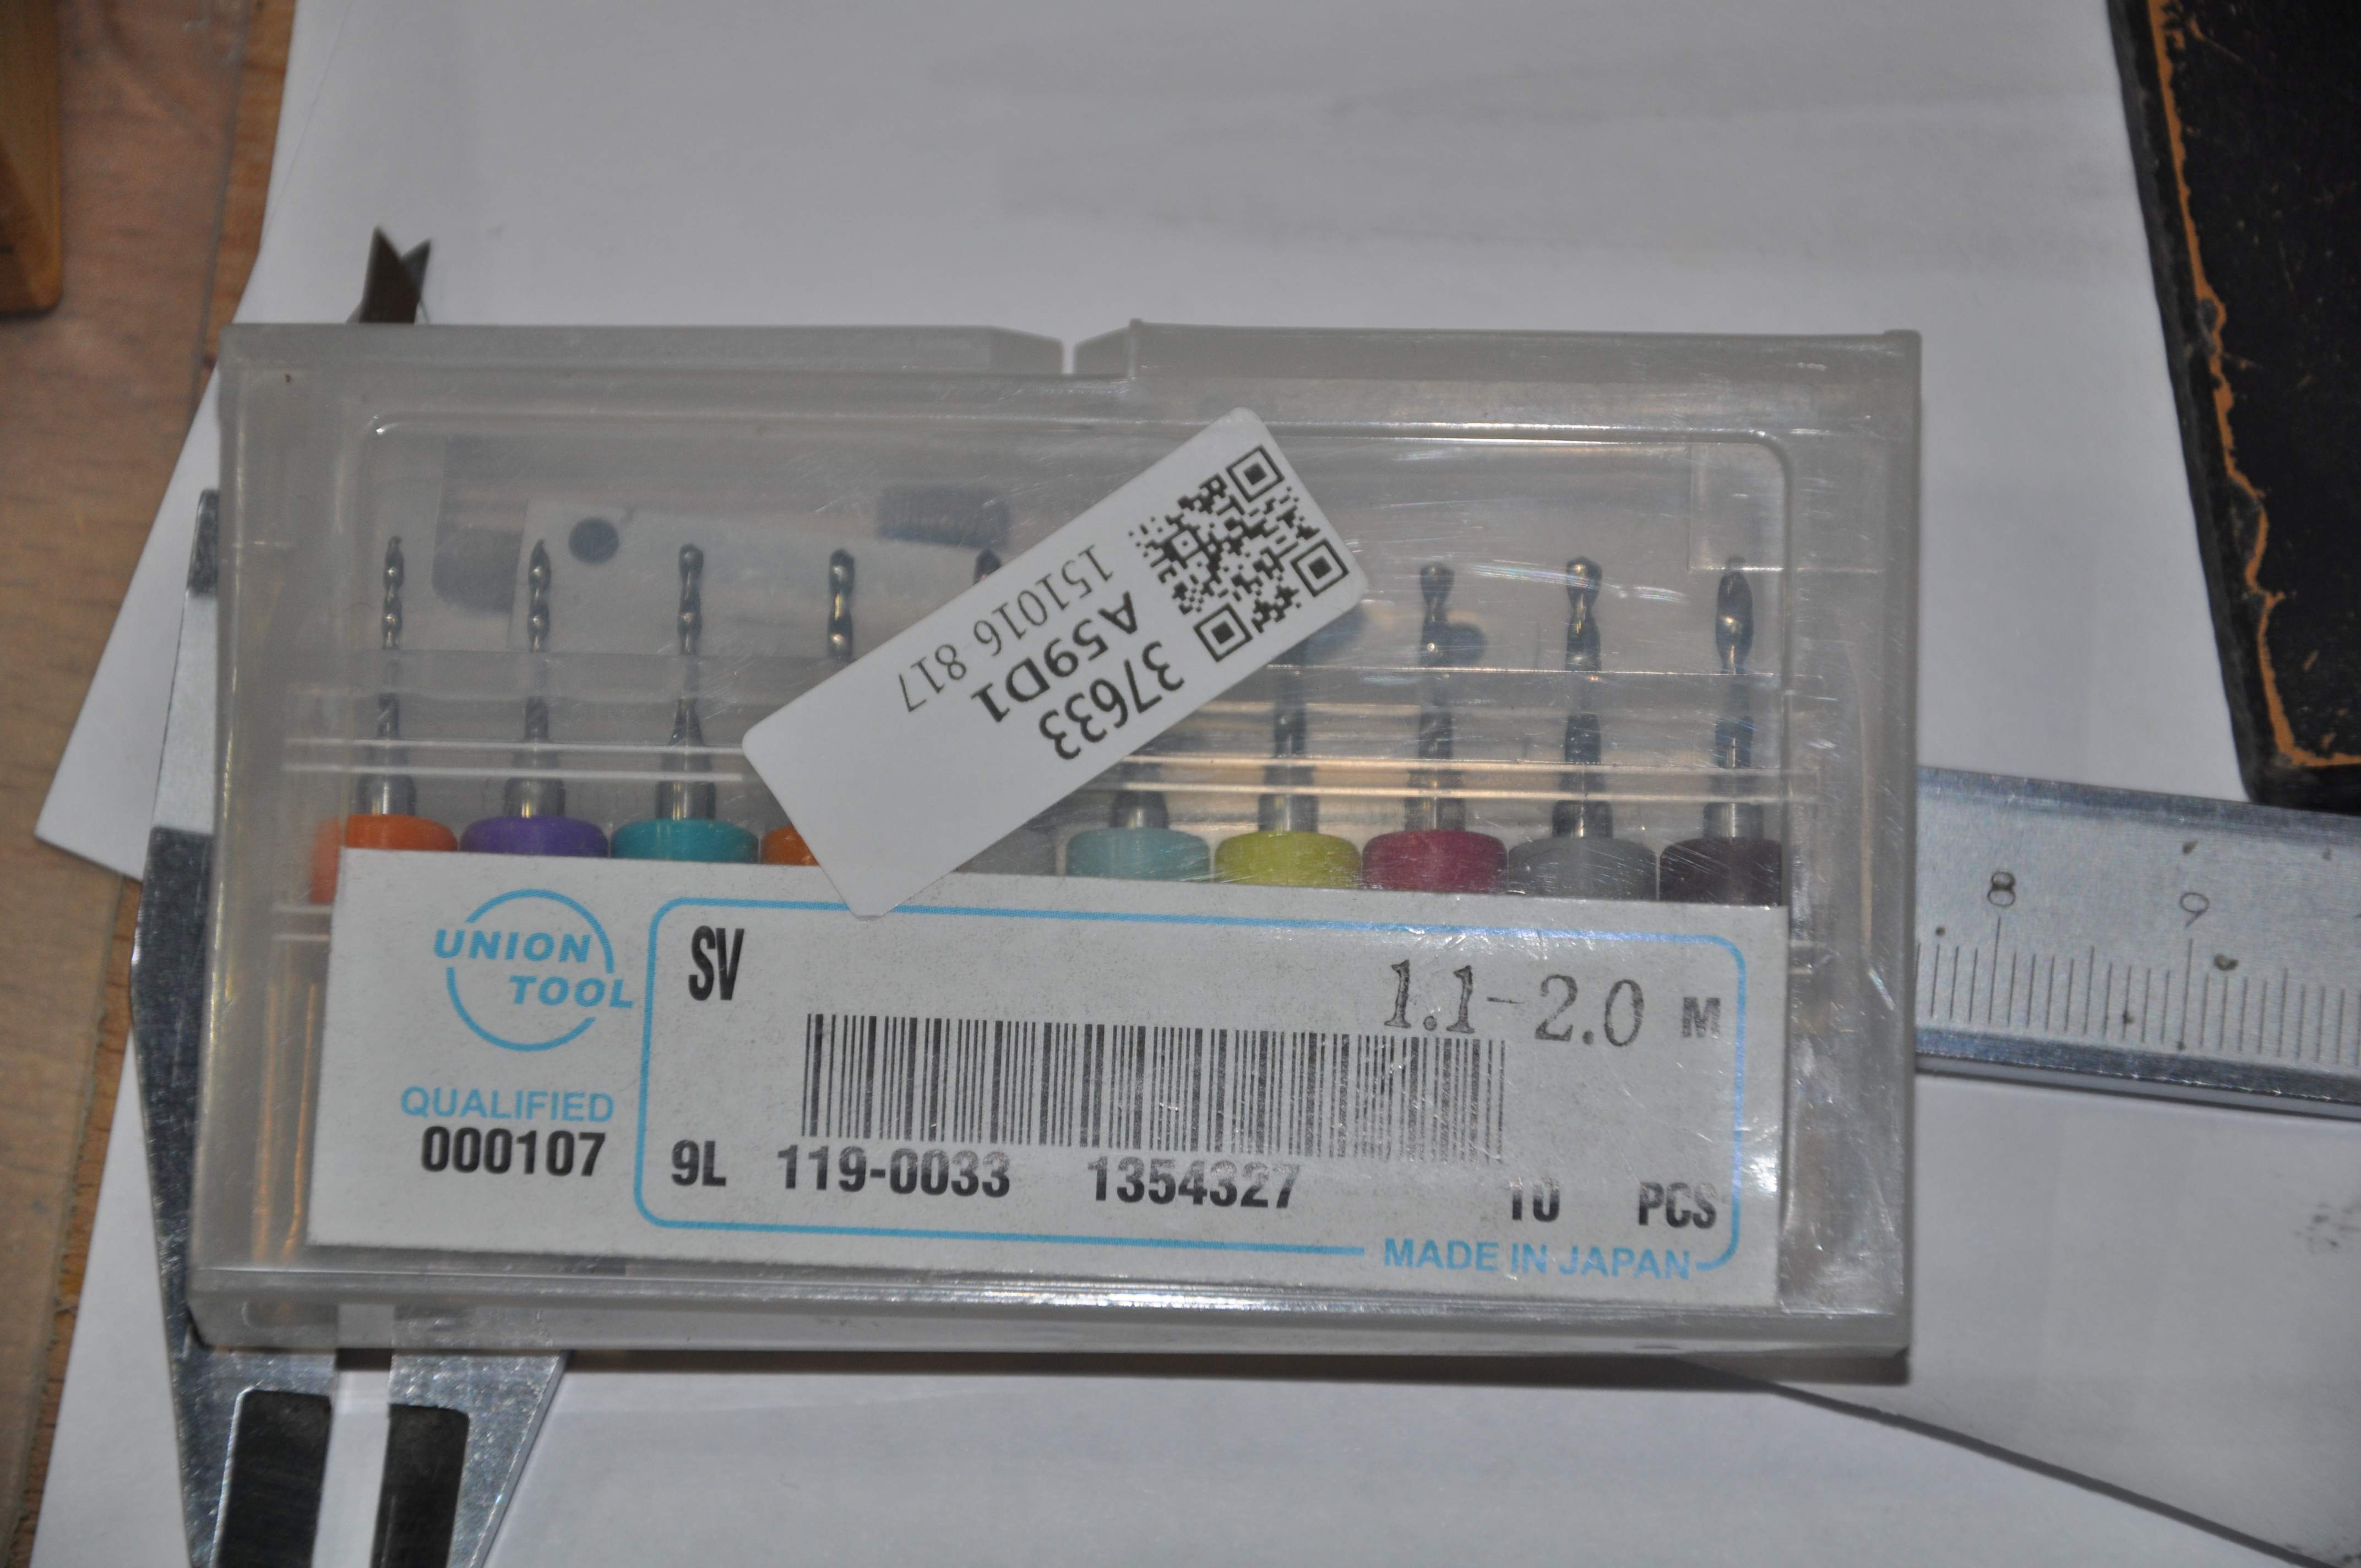 37633
A59D1
151016-817
UNION
TOOL
QUALIFIED
000107
SV
1.1-2.0 M
9L 119-0033 1354327 10 PCS
MADE IN JAPAN
8 9